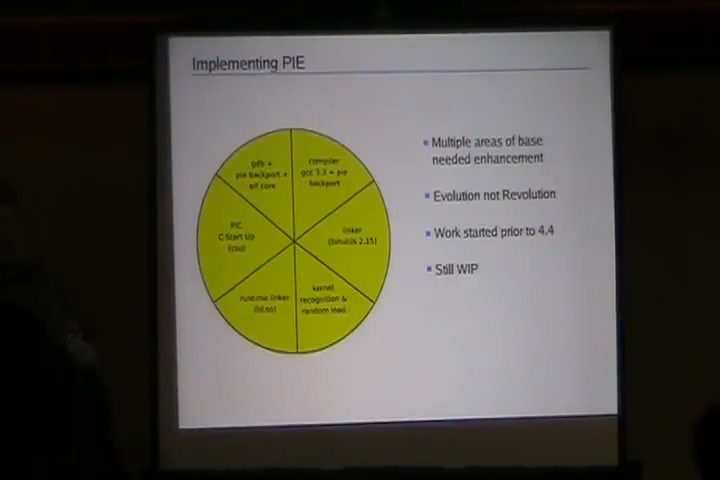 Implementing PIE
gdb +
pie backport +
elf core
compiler
gcc 3.3 + pie
backport
PIC
C Start Up
(csu)
linker
(binutils 2.15)
runtime linker
(ld.so)
kernel
recognition &
random load
Multiple areas of base
needed enhancement
Evolution not Revolution
Work started prior to 4.4
Still WIP